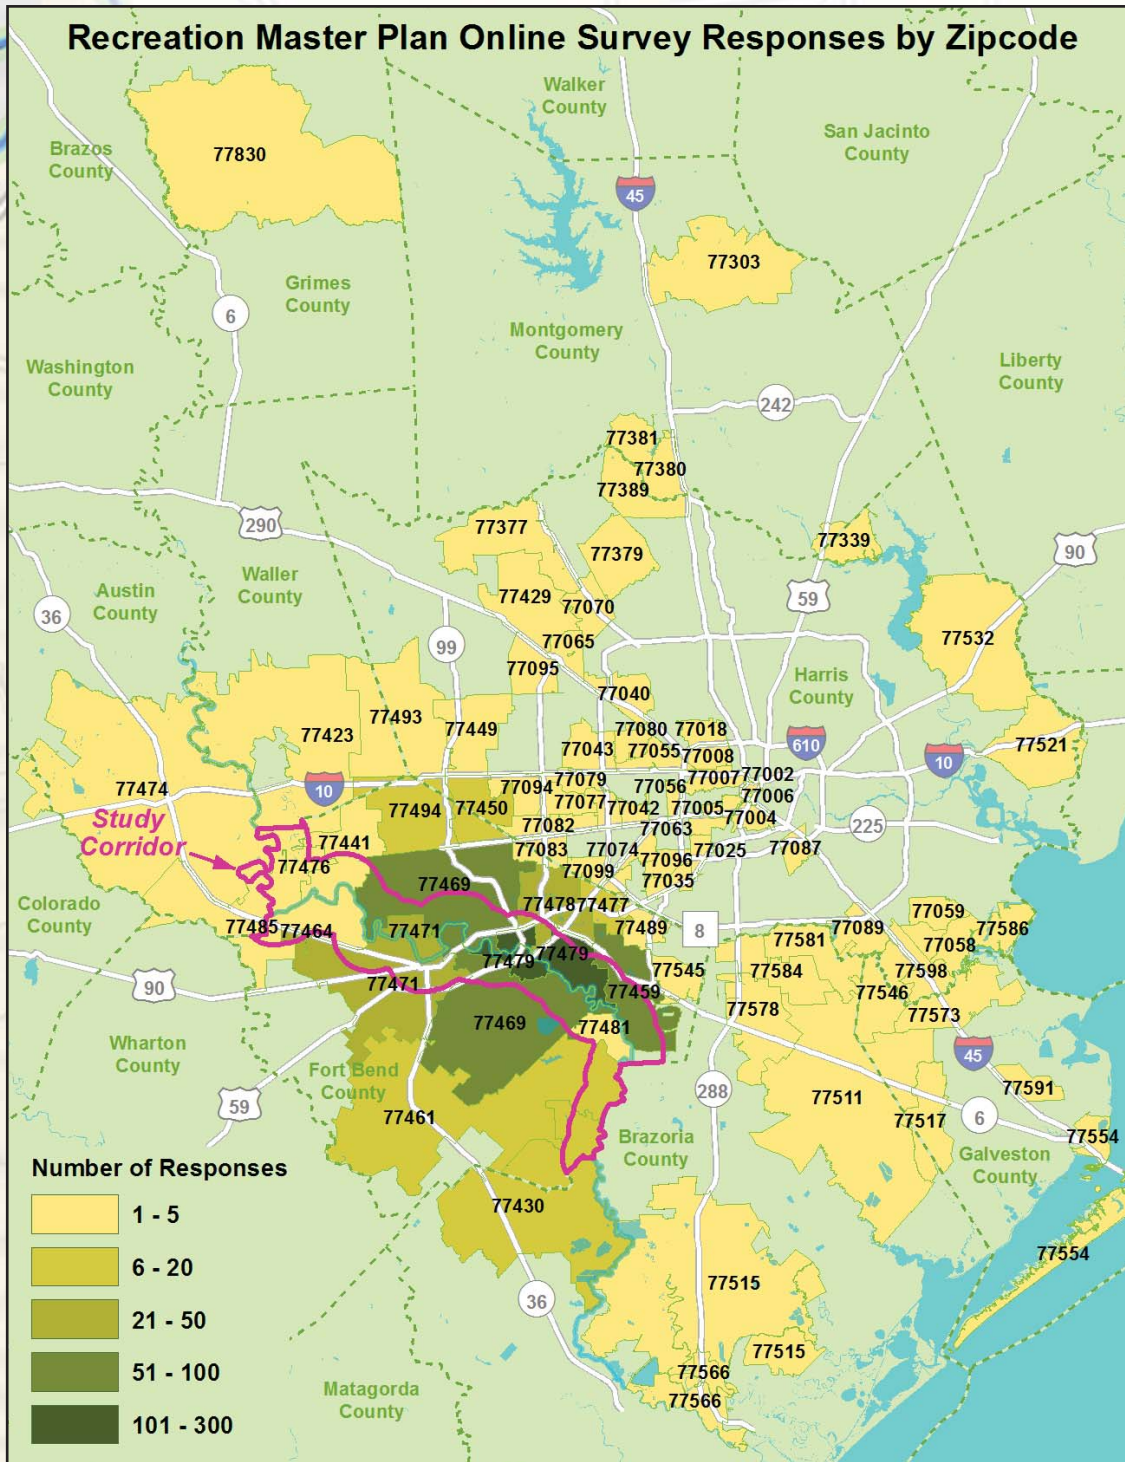 Recreation Master Plan Online Survey Responses by Zipcode
Walker
County
San Jacinto
County
Brazos
County
77830
45
77303
Grimes
County
6
Montgomery
County
Liberty
County
Washington
County
242
77381
77380
77389
290
77377
77379
77339
90
Waller
County
Austin
County
36
77429
77070
59
77532
99
77065
77095
Harris
County
77040
77493
77423
77449
77080
77018
77043
77055
77008
610
10
77521
77474
10
77094
77079
77056
77007
77002
77494
77450
77077
77042
77005
77006
77004
Study
Corridor
77082
77063
225
77441
77083
77074
77096
77025
77087
77476
77099
77035
77469
Colorado
County
77478
77477
77485
77464
77471
77489
8
77089
77059
77586
77581
77058
77479
77479
77545
77584
77598
90
77471
77459
77546
77578
77573
77469
77481
Wharton
County
45
Fort Bend
County
59
288
77591
77461
77511
77517
6
77554
Brazoria
County
Galveston
County
77430
77554
36
77515
77515
77566
77566
Matagorda
County
Number of Responses
1 - 5
6 - 20
21 - 50
51 - 100
101 - 300